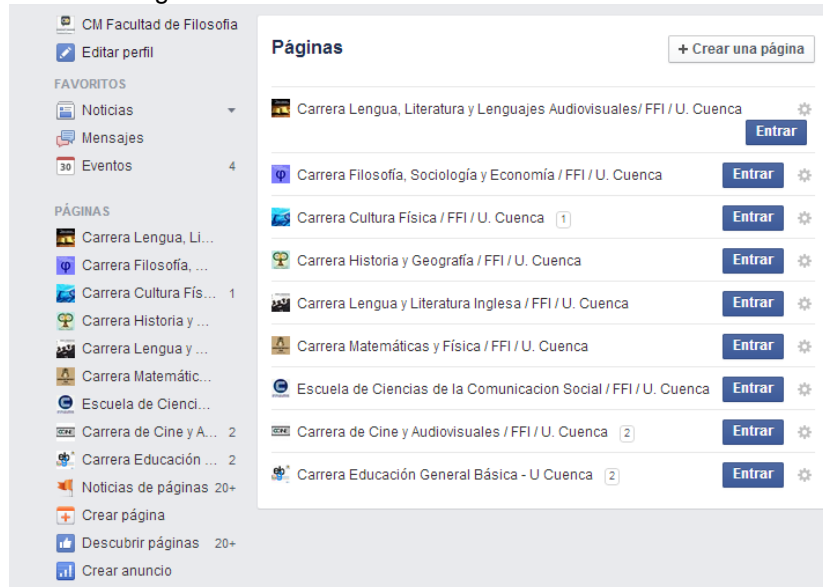 CM Facultad de Filosofia
Editar perfil
FAVORITOS
Noticias
Mensajes
30 Eventos 4
PÁGINAS
Carrera Lengua, Li...
φ Carrera Filosofía, ...
Carrera Cultura Fís... 1
Carrera Historia y ...
Carrera Lengua y ...
Carrera Matemátic...
Escuela de Cienci...
Carrera de Cine y A... 2
Carrera Educación ... 2
Noticias de páginas 20+
Crear página
Descubrir páginas 20+
Crear anuncio
Páginas
+ Crear una página
Carrera Lengua, Literatura y Lenguajes Audiovisuales/ FFI / U. Cuenca
Entrar
φ Carrera Filosofía, Sociología y Economía / FFI / U. Cuenca Entrar
Carrera Cultura Física / FFI / U. Cuenca 1 Entrar
Carrera Historia y Geografía / FFI / U. Cuenca Entrar
Carrera Lengua y Literatura Inglesa / FFI / U. Cuenca Entrar
Carrera Matemáticas y Física / FFI / U. Cuenca Entrar
Escuela de Ciencias de la Comunicacion Social / FFI / U. Cuenca Entrar
Carrera de Cine y Audiovisuales / FFI / U. Cuenca 2 Entrar
Carrera Educación General Básica - U Cuenca 2 Entrar